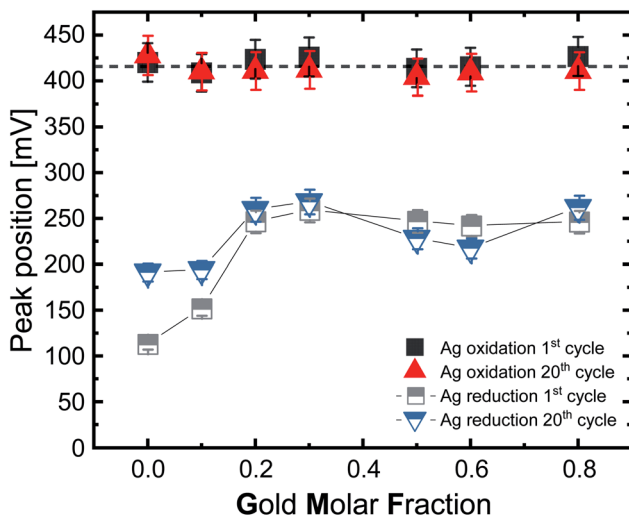 Peak position [mV]
450
400
350
300
250
200
150
100
50
0
Ag oxidation 1st cycle
Ag oxidation 20th cycle
Ag reduction 1st cycle
Ag reduction 20th cycle
0.0 0.2 0.4 0.6 0.8
Gold Molar Fraction